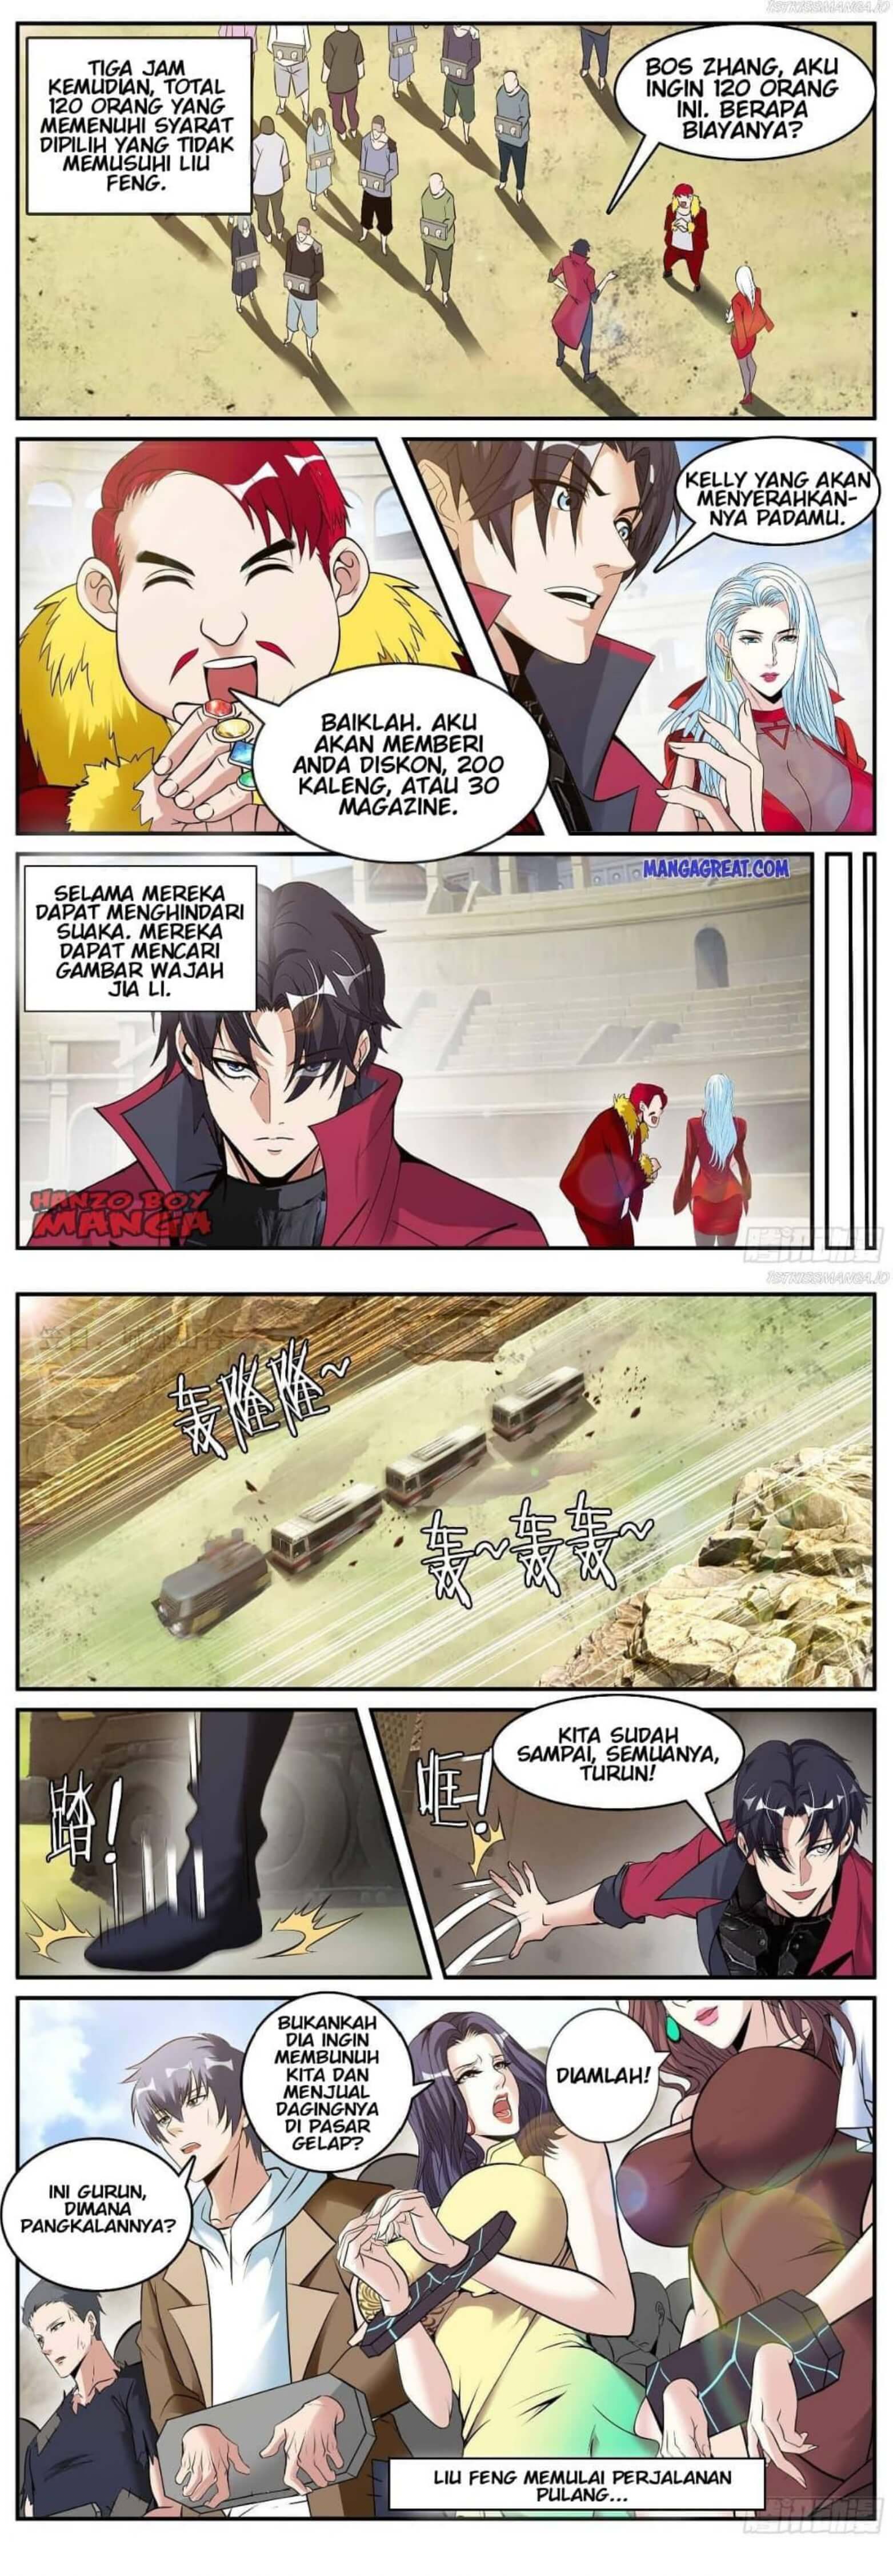 TIGA JAM
KEMUDIAN, TOTAL
120 ORANG YANG
MEMENUHI SYARAT
DIPILIH YANG TIDAK
MEMUSUHI LIU
FENG.
BOS ZHANG, AKU
INGIN 120 ORANG
INI. BERAPA
BIAYANYA?
BAIKLAH. AKU
AKAN MEMBERI
ANDA DISKON, 200
KALENG, ATAU 30
MAGAZINE.
KELLY YANG AKAN
MENYERAHKAN-
NYA PADAMU.
MANGAGREAT.COM
SELAMA MEREKA
DAPAT MENGHINDARI
SUAKA. MEREKA
DAPAT MENCARI
GAMBAR WAJAH
JIA LI.
HANZO BOY
MANGA
轰隆隆~
轰~轰轰~
踏!
哐!
KITA SUDAH
SAMPAI, SEMUANYA,
TURUN!
BUKANKAH
DIA INGIN
MEMBUNUH
KITA DAN
MENJUAL
DAGINGNYA
DI PASAR
GELAP?
DIAMLAH!
INI GURUN,
DIMANA
PANGKALANNYA?
LIU FENG MEMULAI PERJALANAN
PULANG...